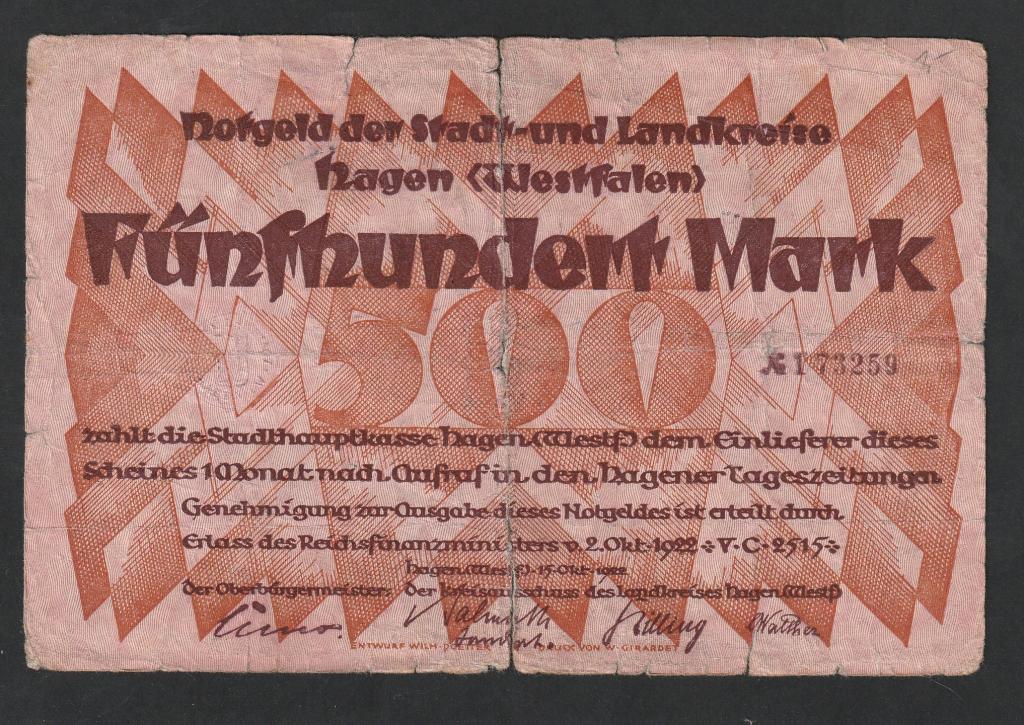 Notgeld der Stadt- und Landkreise
Hagen (Westfalen)
Fünfhundert Mark
500
№ 173259
zahlt die Stadthauptkasse Hagen (Westf) dem Einlieferer dieses
Scheines 1 Monat nach Aufruf in den Hagener Tageszeitungen
Genehmigung zur Ausgabe dieses Notgeldes ist erteilt durch
Erlass des Reichsfinanzministers v. 2. Okt. 1922 ÷ V. C. 2515 ÷
Hagen (Westf) 15. Okt. 1922
Der Oberbürgermeister: Der Kreisausschuss des Landkreises Hagen (Westf)
Cuno.
Walther
ENTWURF WILH· DRUCK VON W· GIRARDET